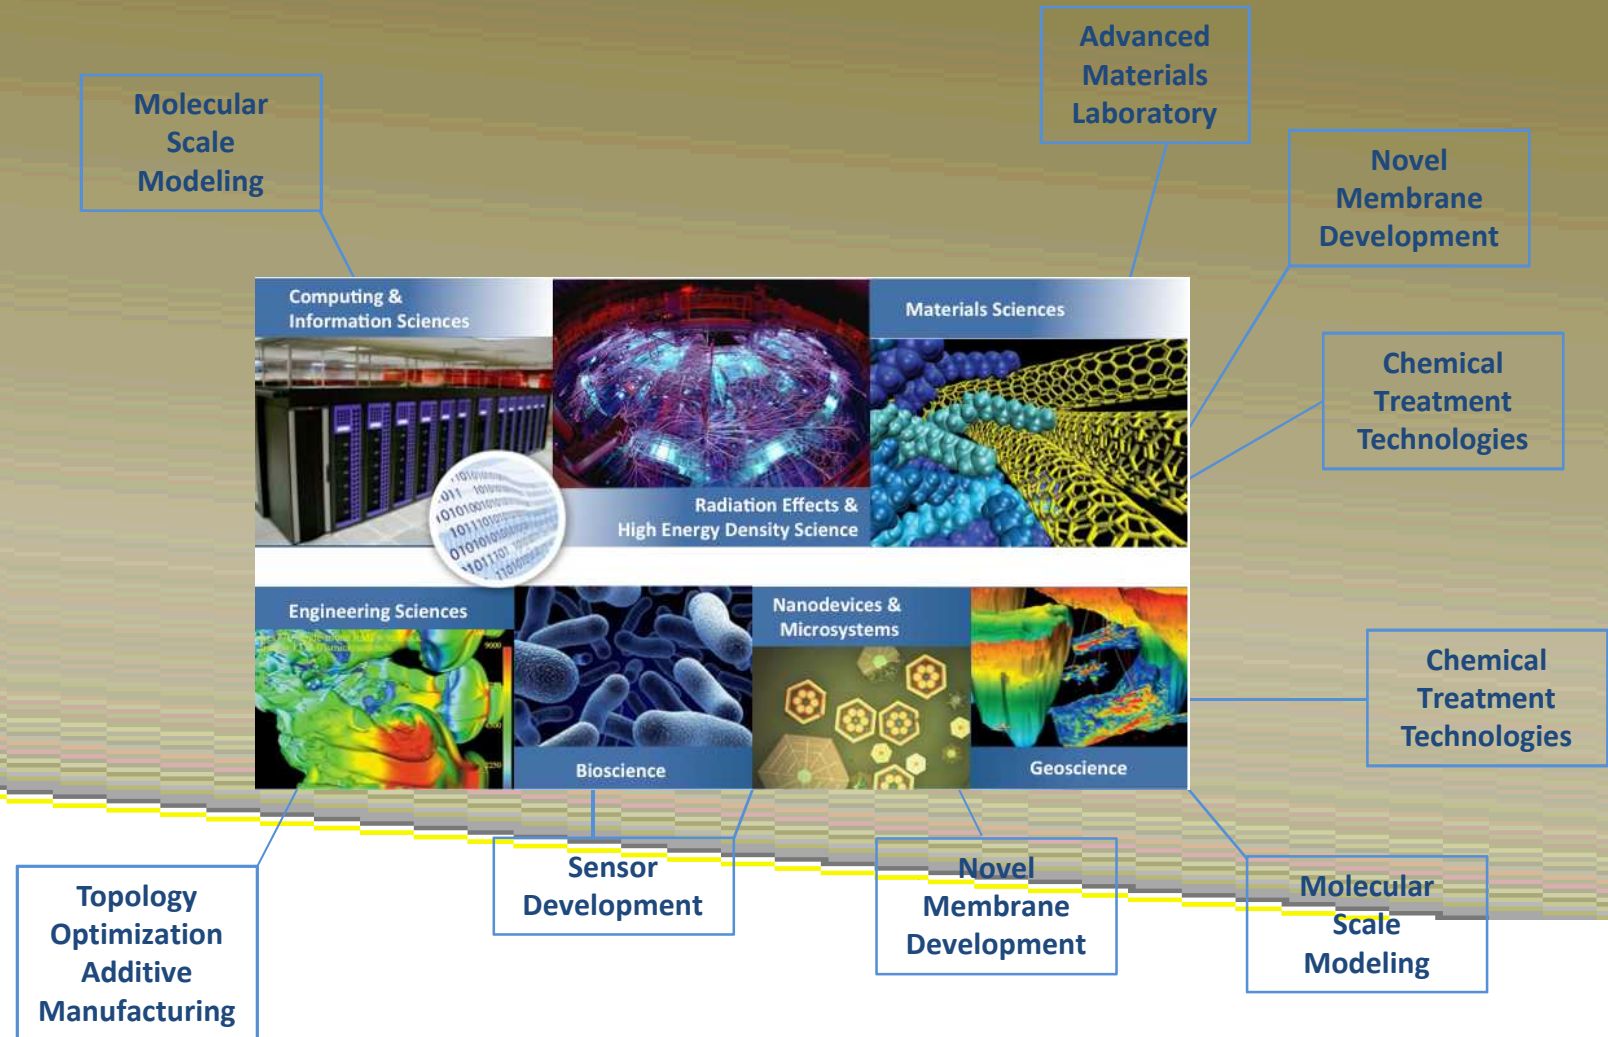 Advanced
Materials
Laboratory
Molecular
Scale
Modeling
Novel
Membrane
Development
Computing &
Information Sciences
Materials Sciences
Chemical
Treatment
Technologies
Radiation Effects &
High Energy Density Science
Engineering Sciences
Nanodevices &
Microsystems
9000
2250
Bioscience
Geoscience
Chemical
Treatment
Technologies
Topology
Optimization
Additive
Manufacturing
Sensor
Development
Novel
Membrane
Development
Molecular
Scale
Modeling